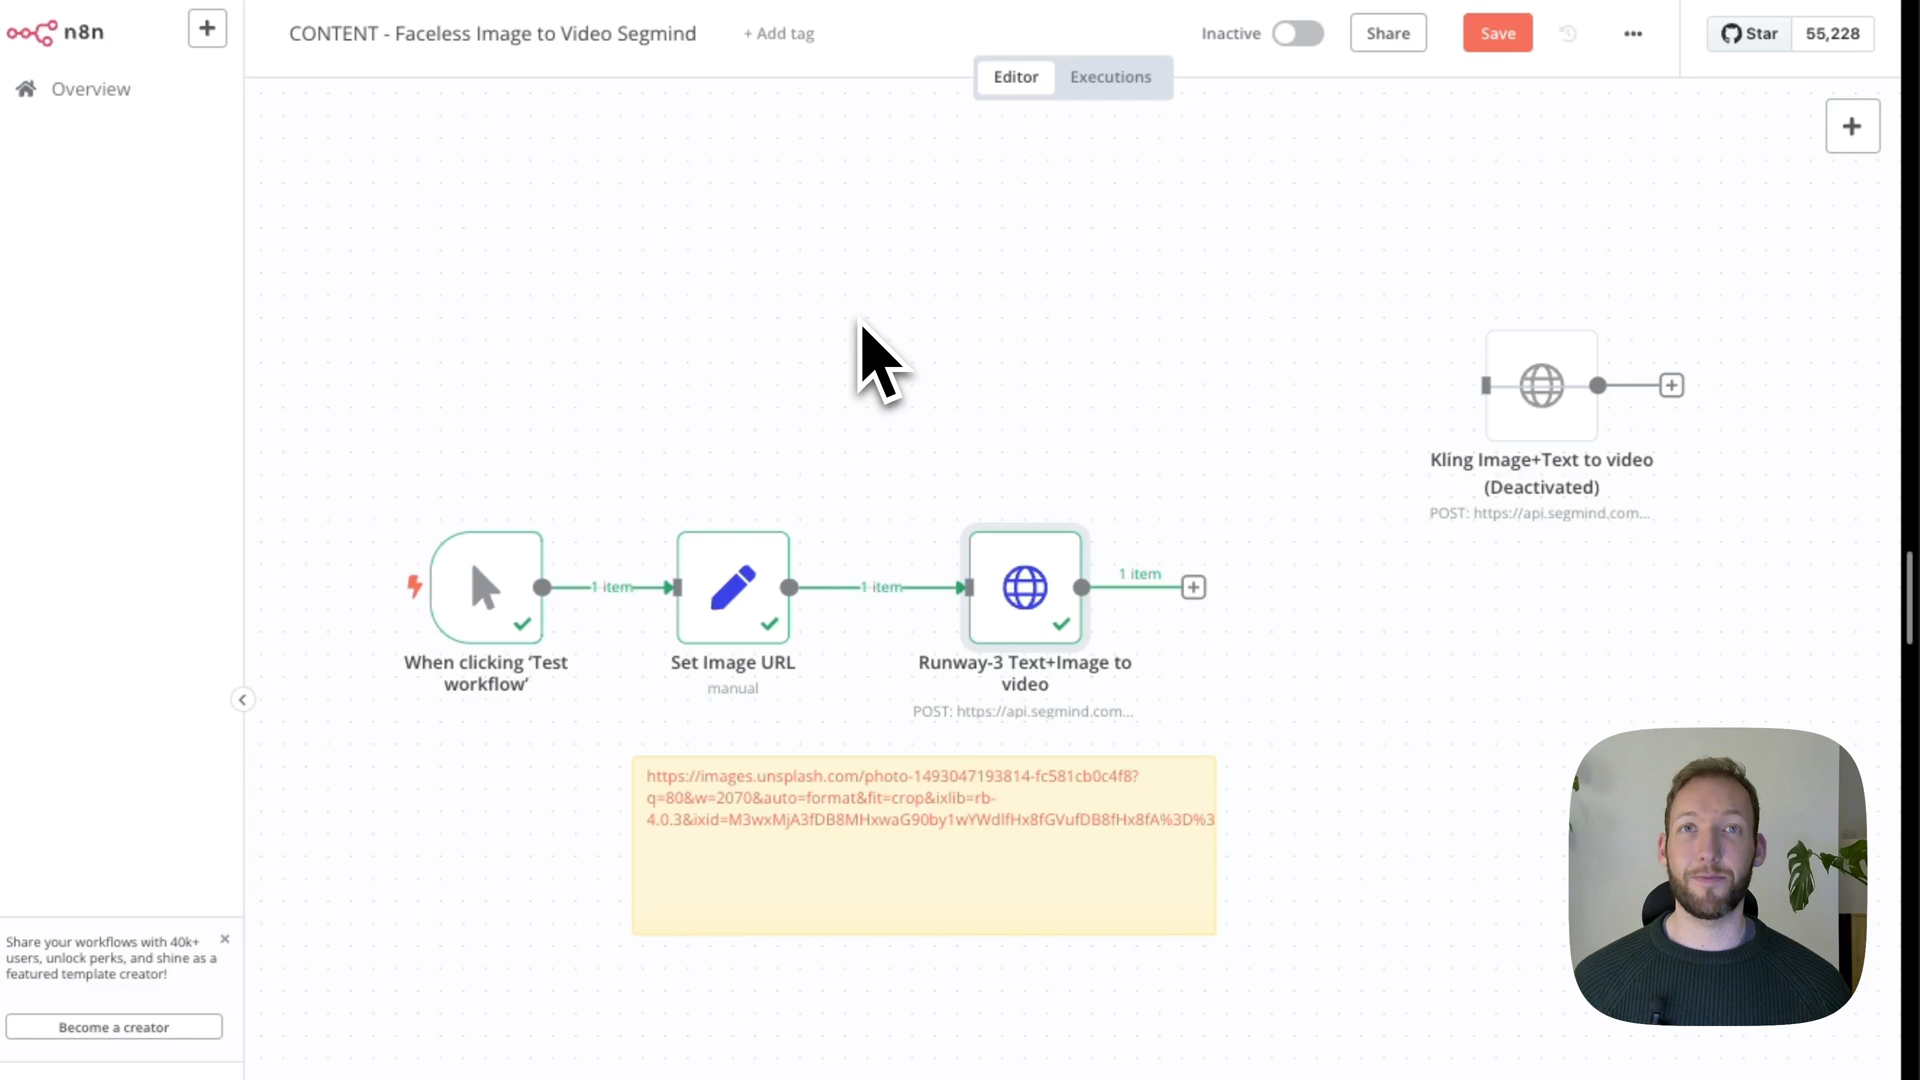 n8n
+
CONTENT - Faceless Image to Video Segmind
+ Add tag
Inactive
Share
Save
Star
55,228
Overview
Editor
Executions
Kling Image+Text to video
(Deactivated)
POST: https://api.segmind.com...
1 item
1 item
1 item
When clicking ‘Test
workflow’
Set Image URL
manual
Runway-3 Text+Image to
video
POST: https://api.segmind.com...
https://images.unsplash.com/photo-1493047193814-fc581cb0c4f8?
q=80&w=2070&auto=format&fit=crop&ixlib=rb-
4.0.3&ixid=M3wxMjA3fDB8MHxwaG90by1wYWdlfHx8fGVufDB8fHx8fA%3D%3
Share your workflows with 40k+
users, unlock perks, and shine as a
featured template creator!
Become a creator